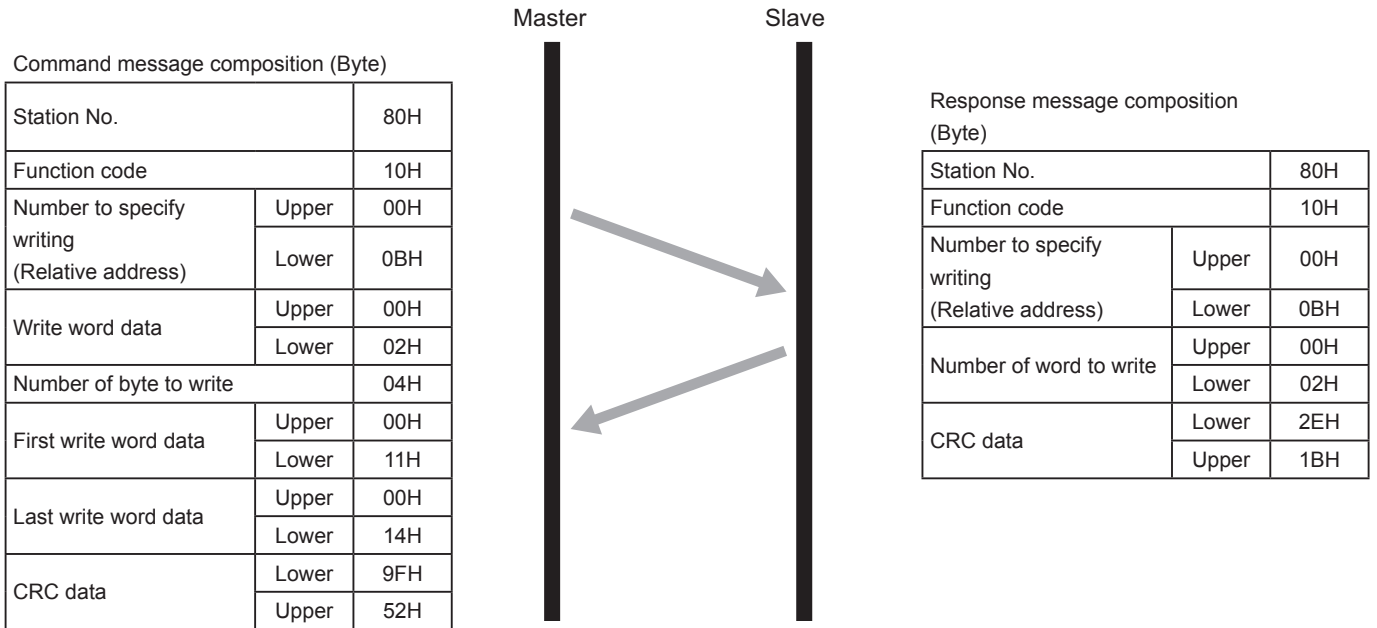 Master Slave
Command message composition (Byte)
Station No. 80H
Function code 10H
Number to specify writing (Relative address) Upper 00H
Lower 0BH
Write word data Upper 00H
Lower 02H
Number of byte to write 04H
First write word data Upper 00H
Lower 11H
Last write word data Upper 00H
Lower 14H
CRC data Lower 9FH
Upper 52H
Response message composition
(Byte)
Station No. 80H
Function code 10H
Number to specify writing (Relative address) Upper 00H
Lower 0BH
Number of word to write Upper 00H
Lower 02H
CRC data Lower 2EH
Upper 1BH